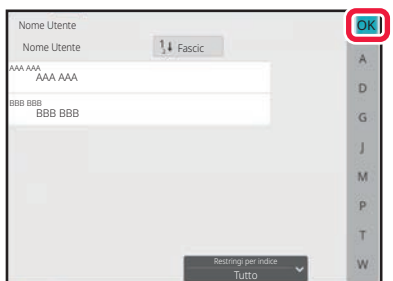 Nome Utente
OK
Nome Utente
Fascic
A
AAA AAA
AAA AAA
D
BBB BBB
BBB BBB
G
J
M
P
T
Restringi per indice
W
Tutto